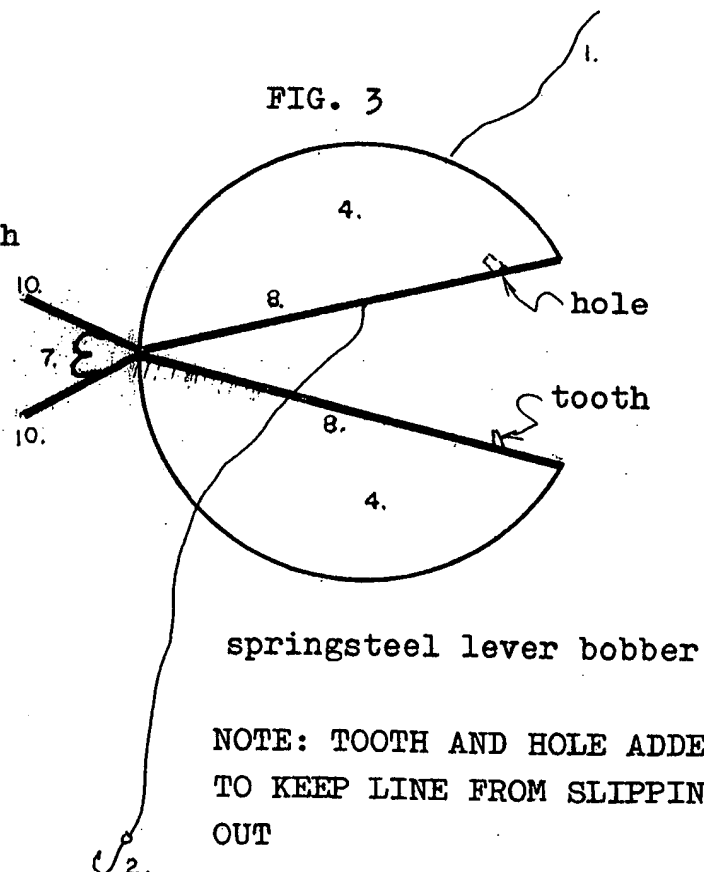 1.
FIG. 3
4.
h
10.
8.
hole
7.
tooth
8.
10.
4.
springsteel lever bobber
NOTE: TOOTH AND HOLE ADDE
TO KEEP LINE FROM SLIPPIN
OUT
2.